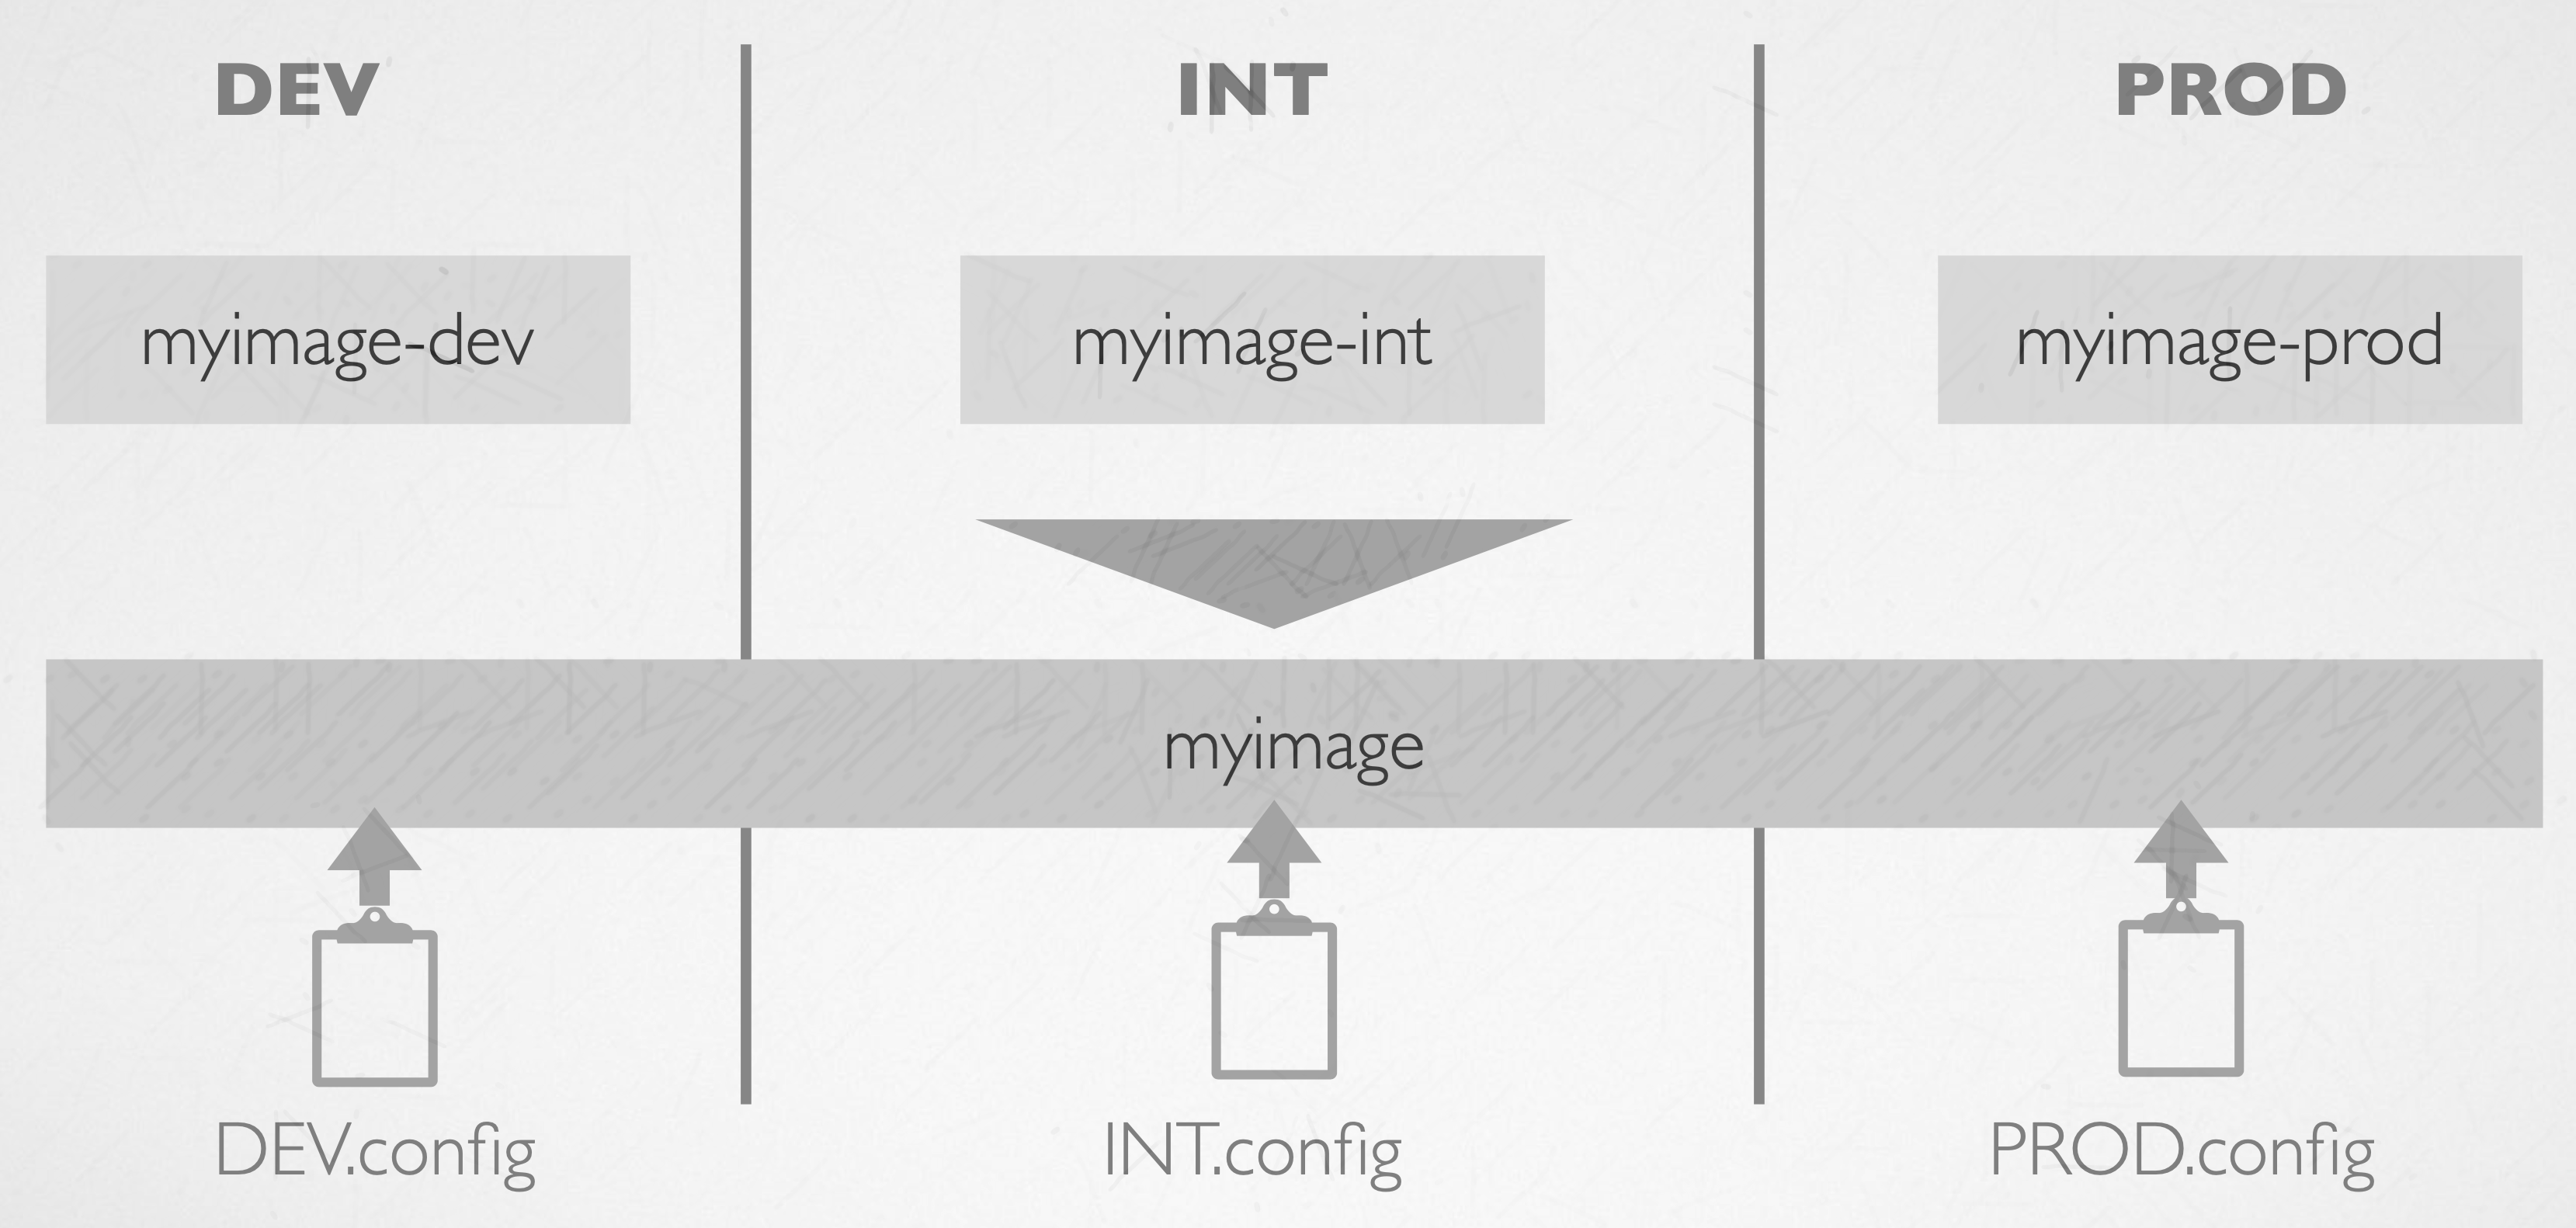 DEV
INT
PROD
myimage-dev
myimage-int
myimage-prod
myimage
DEV.config
INT.config
PROD.config